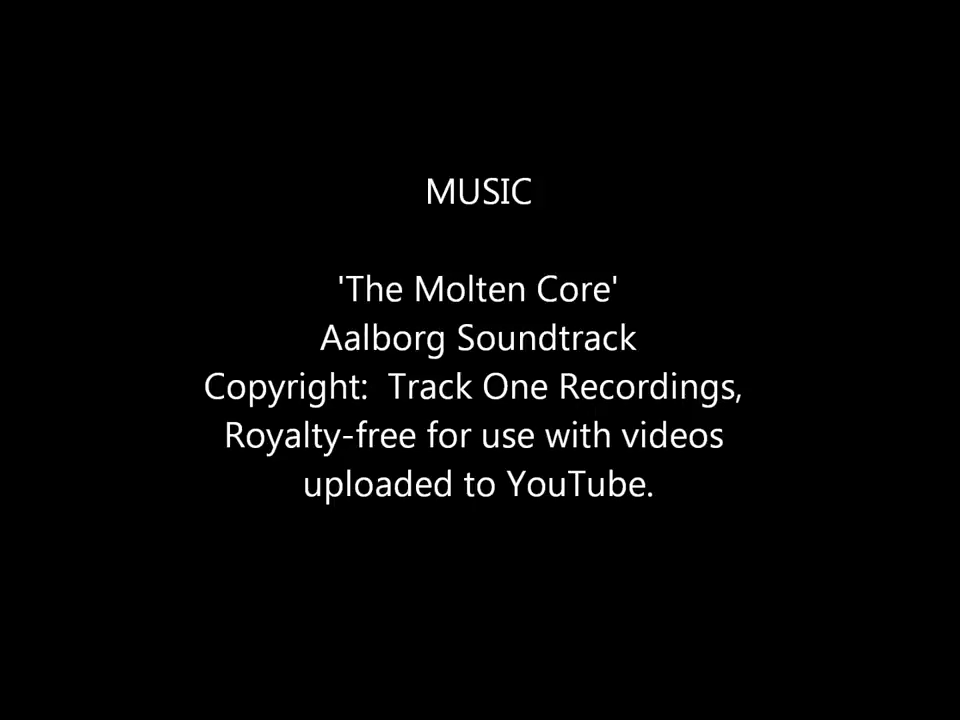 MUSIC
'The Molten Core'
Aalborg Soundtrack
Copyright:  Track One Recordings,
Royalty-free for use with videos
uploaded to YouTube.